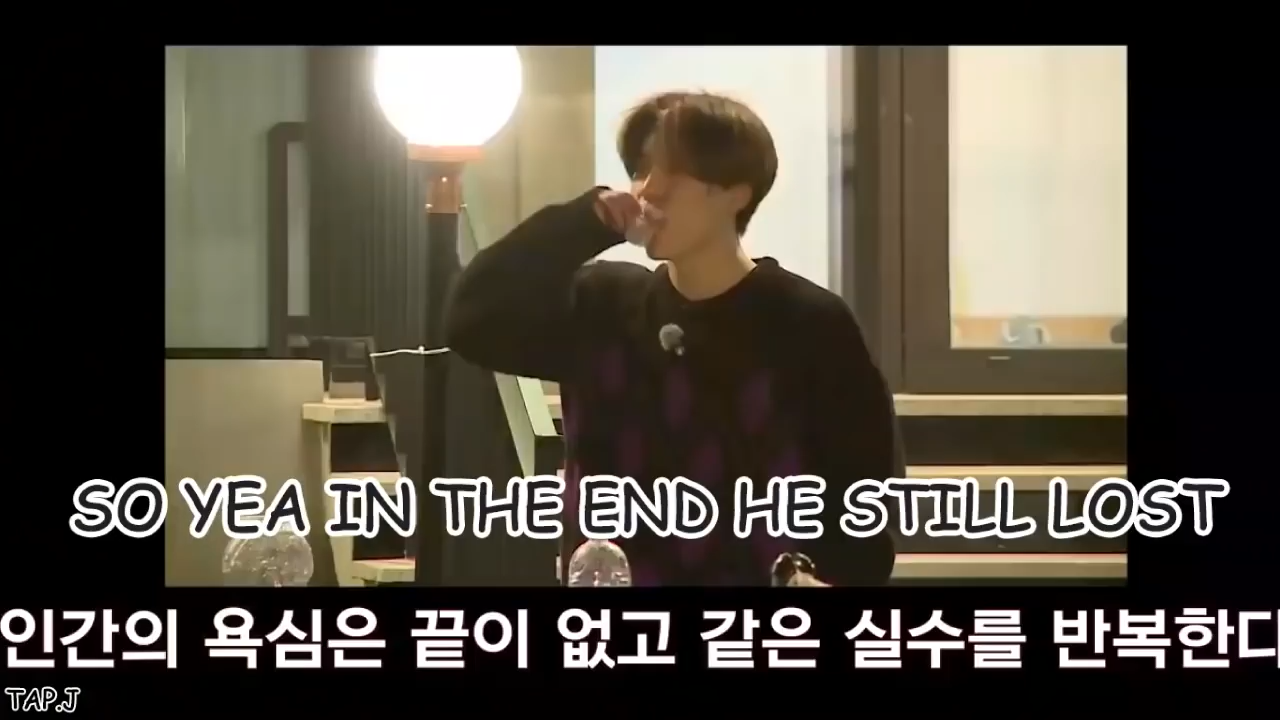 SO YEA IN THE END HE STILL LOST
인간의 욕심은 끝이 없고 같은 실수를 반복한다
TAP.J